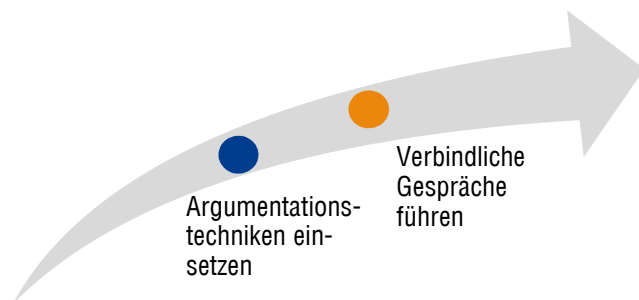 Argumentations-
techniken ein-
setzen
Verbindliche
Gespräche
führen